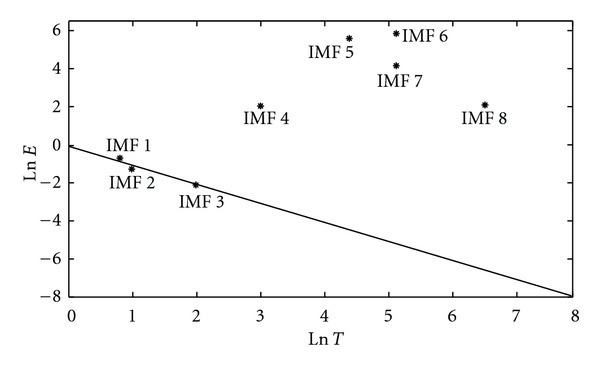 6
IMF 6
IMF 5
4
IMF 7
2
IMF 4
IMF 8
0
IMF 1
Ln E
−2
IMF 2
IMF 3
−4
−6
−8
0 1 2 3 4 5 6 7 8
Ln T